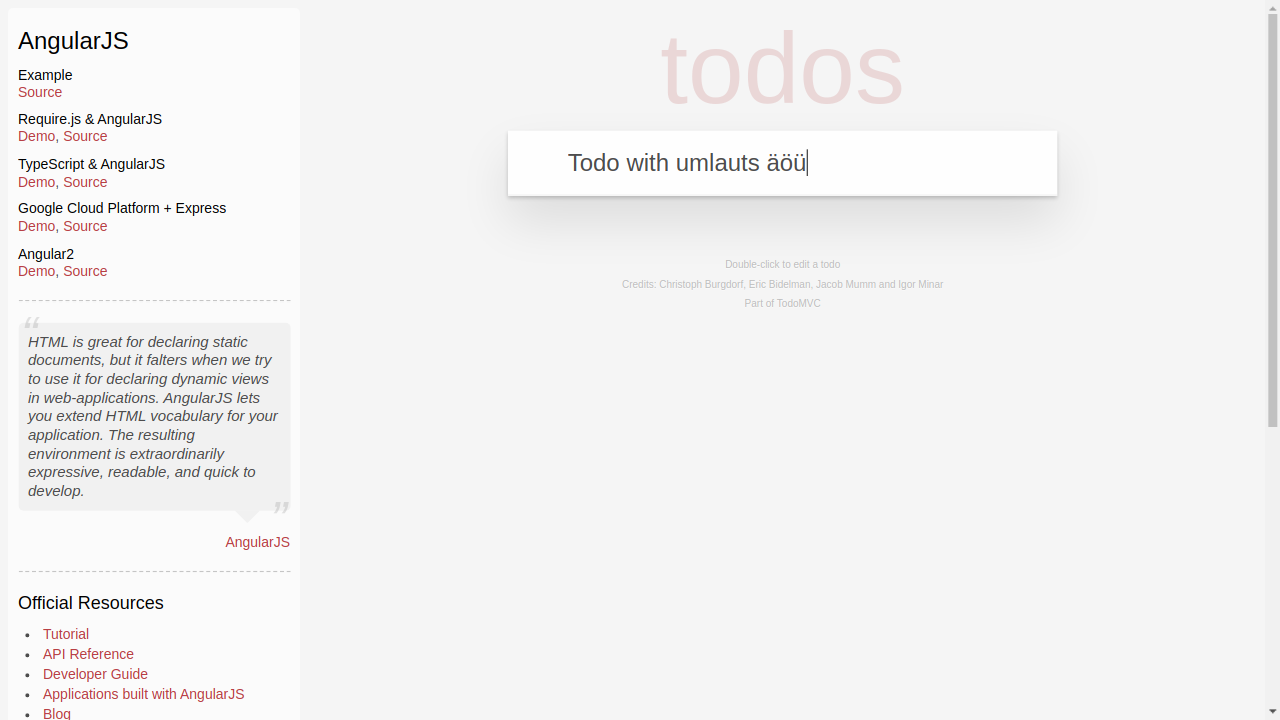 AngularJS
Example
Source
Require.js & AngularJS
Demo, Source
TypeScript & AngularJS
Demo, Source
Google Cloud Platform + Express
Demo, Source
Angular2
Demo, Source
"
HTML is great for declaring static
documents, but it falters when we try
to use it for declaring dynamic views
in web-applications. AngularJS lets
you extend HTML vocabulary for your
application. The resulting
environment is extraordinarily
expressive, readable, and quick to
develop.
"
AngularJS
Official Resources
• Tutorial
• API Reference
• Developer Guide
• Applications built with AngularJS
• Blog
todos
Todo with umlauts äöü
Double-click to edit a todo
Credits: Christoph Burgdorf, Eric Bidelman, Jacob Mumm and Igor Minar
Part of TodoMVC